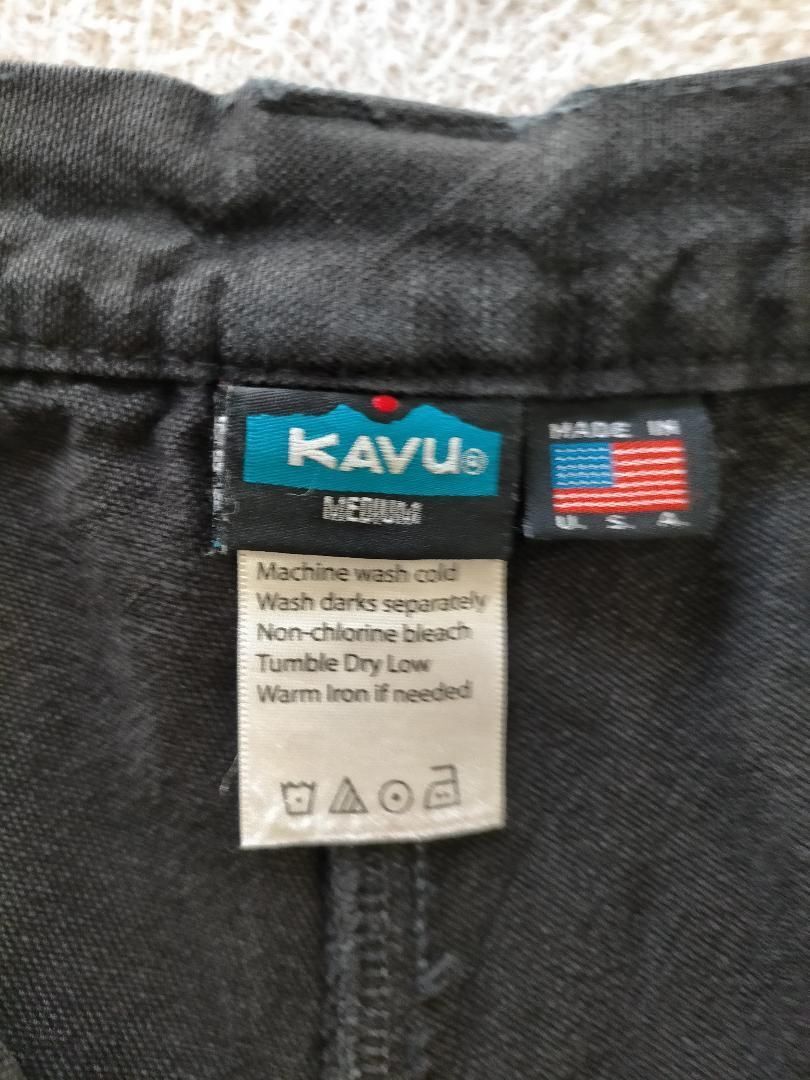 KAVU®
MEDIUM
MADE IN
U. S. A.
Machine wash cold
Wash darks separately
Non-chlorine bleach
Tumble Dry Low
Warm Iron if needed